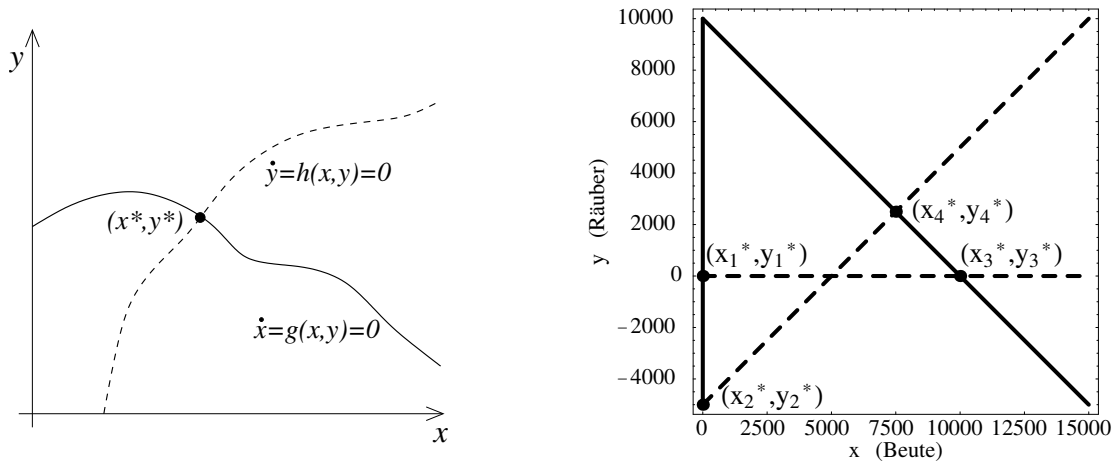 y
ẏ=h(x,y)=0
(x*,y*)
ẋ=g(x,y)=0
x
10000
8000
6000
4000
2000
0
−2000
−4000
y (Räuber)
(x₄*,y₄*)
(x₁*,y₁*)
(x₃*,y₃*)
(x₂*,y₂*)
0 2500 5000 7500 10000 12500 15000
x (Beute)